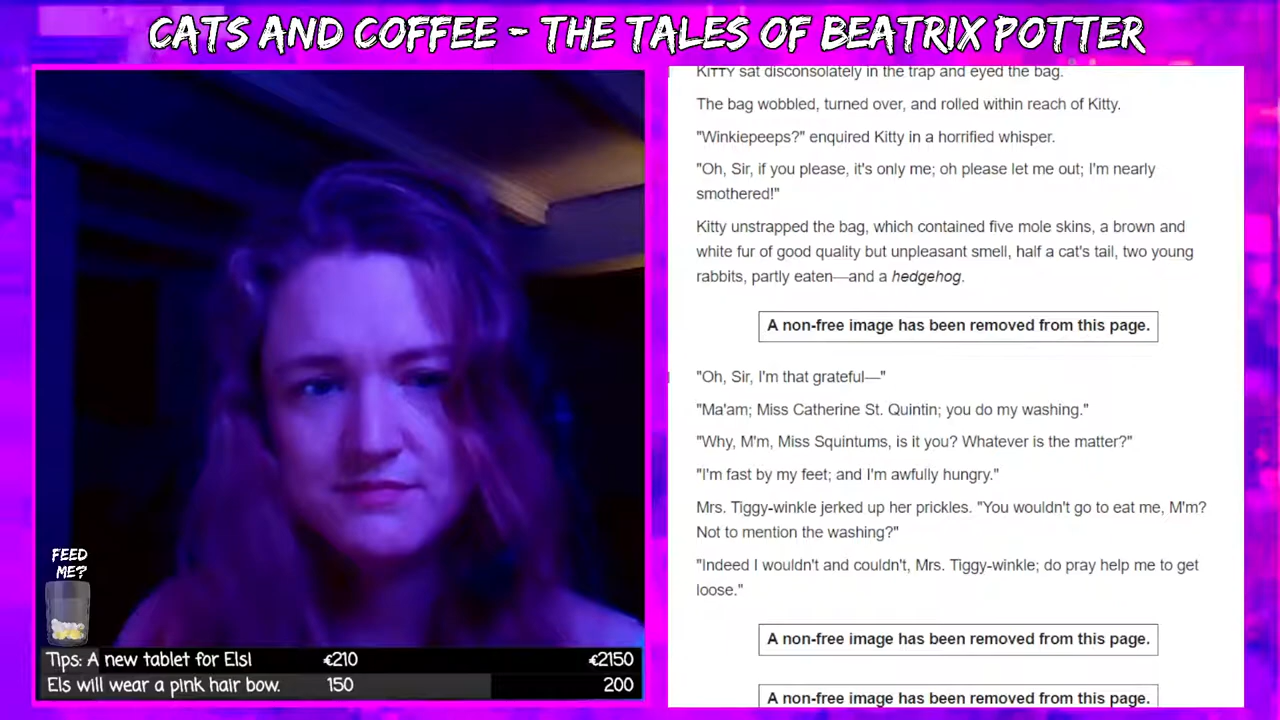 CATS AND COFFEE - THE TALES OF BEATRIX POTTER
KITTY sat disconsolately in the trap and eyed the bag.
The bag wobbled, turned over, and rolled within reach of Kitty.
"Winkiepeeps?" enquired Kitty in a horrified whisper.
"Oh, Sir, if you please, it's only me; oh please let me out; I'm nearly
smothered!"
Kitty unstrapped the bag, which contained five mole skins, a brown and
white fur of good quality but unpleasant smell, half a cat's tail, two young
rabbits, partly eaten—and a hedgehog.
A non-free image has been removed from this page.
"Oh, Sir, I'm that grateful—"
"Ma'am; Miss Catherine St. Quintin; you do my washing."
"Why, M'm, Miss Squintums, is it you? Whatever is the matter?"
"I'm fast by my feet; and I'm awfully hungry."
Mrs. Tiggy-winkle jerked up her prickles. "You wouldn't go to eat me, M'm?
Not to mention the washing?"
"Indeed I wouldn't and couldn't, Mrs. Tiggy-winkle; do pray help me to get
loose."
A non-free image has been removed from this page.
A non-free image has been removed from this page.
FEED
ME?
Tips: A new tablet for Els! €210 €2150
Els will wear a pink hair bow. 150 200